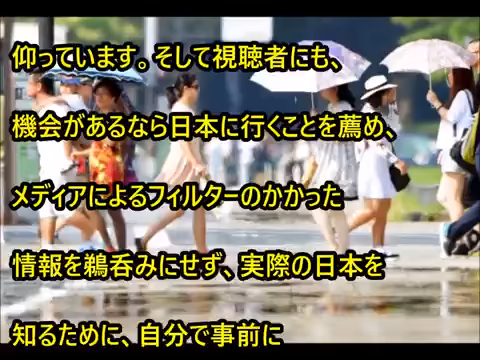 仰っています。そして視聴者にも、
機会があるなら日本に行くことを薦め、
メディアによるフィルターのかかった
情報を鵜呑みにせず、実際の日本を
知るために、自分で事前に